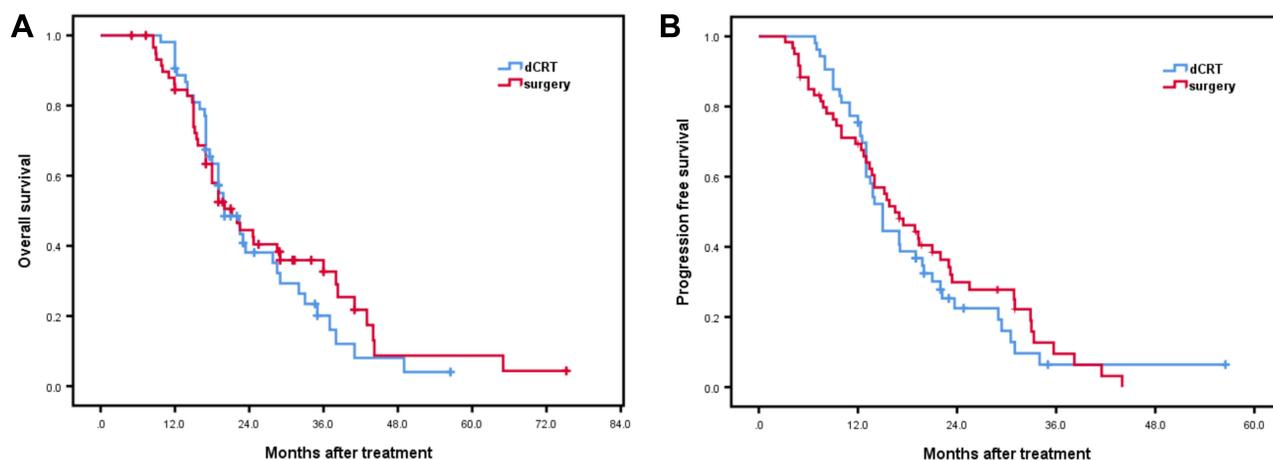 A
dCRT
surgery
Overall survival
1.0
0.8
0.6
0.4
0.2
0.0
.0 12.0 24.0 36.0 48.0 60.0 72.0 84.0
Months after treatment
B
dCRT
surgery
Progression free survival
1.0
0.8
0.6
0.4
0.2
0.0
.0 12.0 24.0 36.0 48.0 60.0
Months after treatment